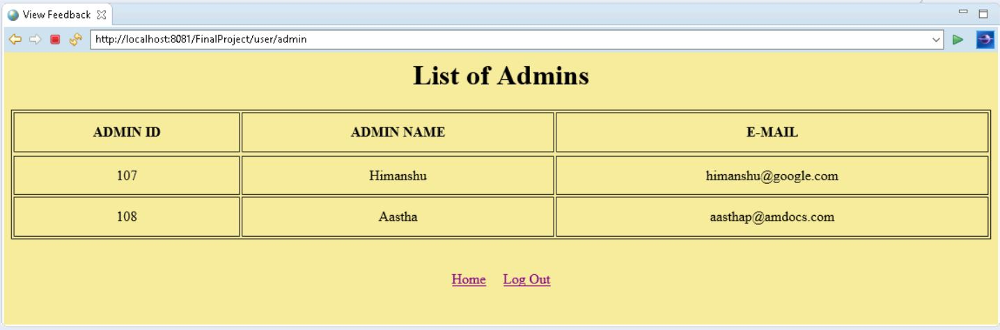 View Feedback
http://localhost:8081/FinalProject/user/admin
List of Admins
ADMIN ID ADMIN NAME E-MAIL
107 Himanshu himanshu@google.com
108 Aastha aasthap@amdocs.com
Home Log Out